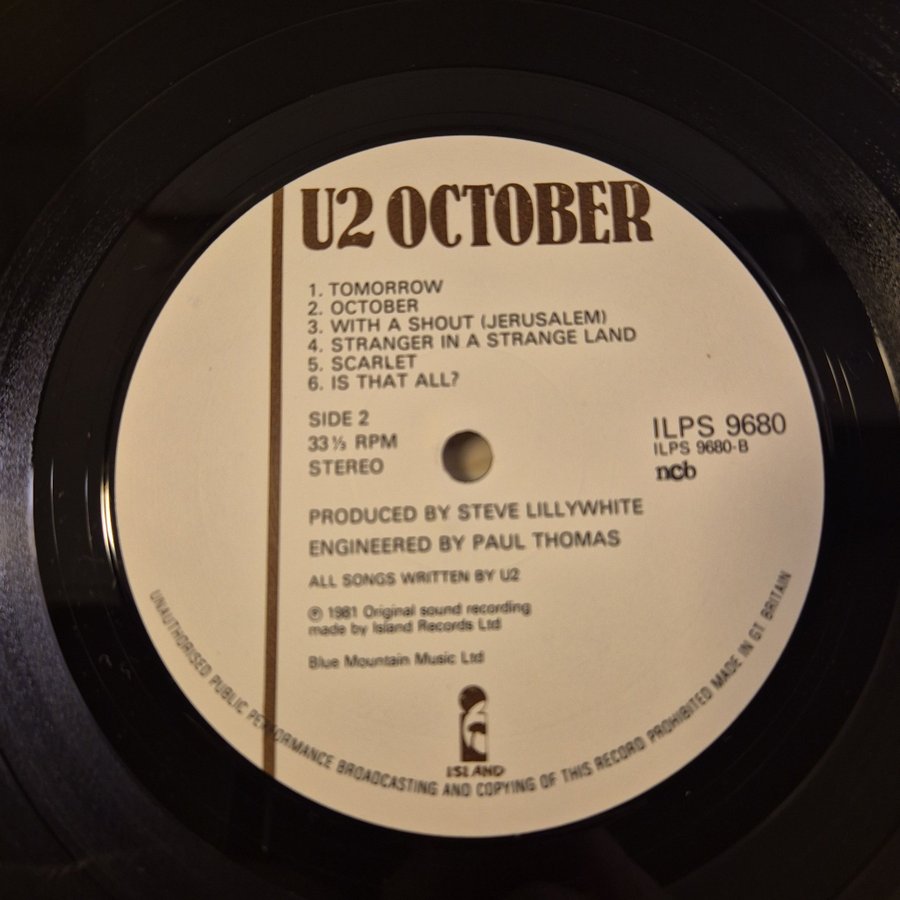 U2 OCTOBER
1. TOMORROW
2. OCTOBER
3. WITH A SHOUT (JERUSALEM)
4. STRANGER IN A STRANGE LAND
5. SCARLET
6. IS THAT ALL?
SIDE 2
33⅓ RPM
STEREO
ILPS 9680
ILPS 9680-B
ncb
PRODUCED BY STEVE LILLYWHITE
ENGINEERED BY PAUL THOMAS
ALL SONGS WRITTEN BY U2
℗ 1981 Original sound recording
made by Island Records Ltd
Blue Mountain Music Ltd
ISLAND
UNAUTHORISED PUBLIC PERFORMANCE BROADCASTING AND COPYING OF THIS RECORD PROHIBITED MADE IN GT BRITAIN